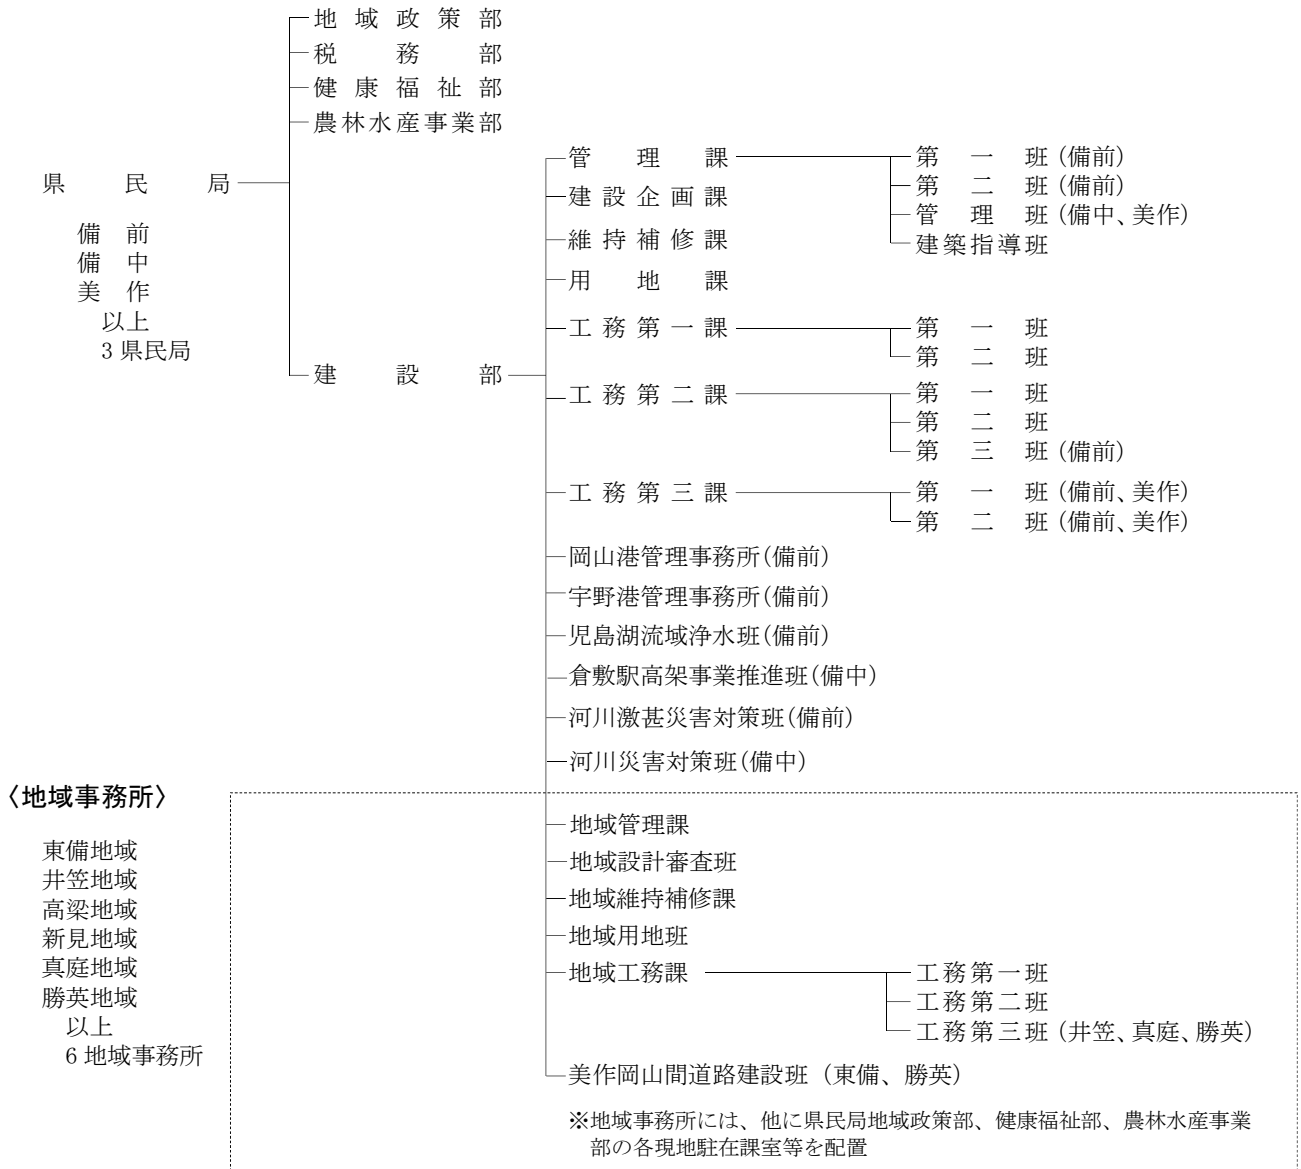 地域政策部
税務部
健康福祉部
農林水産事業部
県民局
備前
備中
美作
以上
3県民局
建設部
管理課
第一班(備前)
第二班(備前)
管理班(備中、美作)
建築指導班
建設企画課
維持補修課
用地課
工務第一課
第一班
第二班
工務第二課
第一班
第二班
第三班(備前)
工務第三課
第一班(備前、美作)
第二班(備前、美作)
岡山港管理事務所(備前)
宇野港管理事務所(備前)
児島湖流域浄水班(備前)
倉敷駅高架事業推進班(備中)
河川激甚災害対策班(備前)
河川災害対策班(備中)
〈地域事務所〉
東備地域
井笠地域
高梁地域
新見地域
真庭地域
勝英地域
以上
6地域事務所
地域管理課
地域設計審査班
地域維持補修課
地域用地班
地域工務課
工務第一班
工務第二班
工務第三班(井笠、真庭、勝英)
美作岡山間道路建設班(東備、勝英)
※地域事務所には、他に県民局地域政策部、健康福祉部、農林水産事業
部の各現地駐在課室等を配置